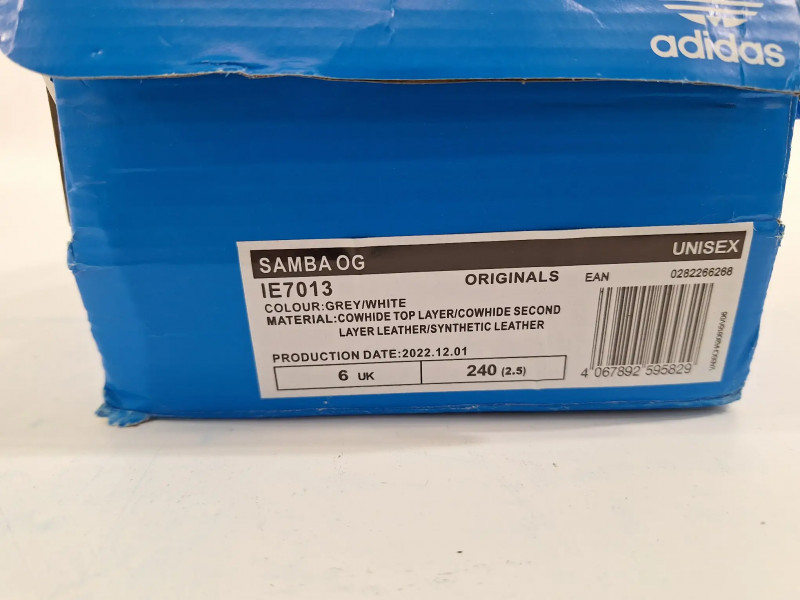 adidas
SAMBA OG
UNISEX
IE7013
ORIGINALS
EAN
0282266268
COLOUR:GREY/WHITE
MATERIAL:COWHIDE TOP LAYER/COWHIDE SECOND
LAYER LEATHER/SYNTHETIC LEATHER
PRODUCTION DATE:2022.12.01
6 UK
240 (2.5)
4 067892 595829